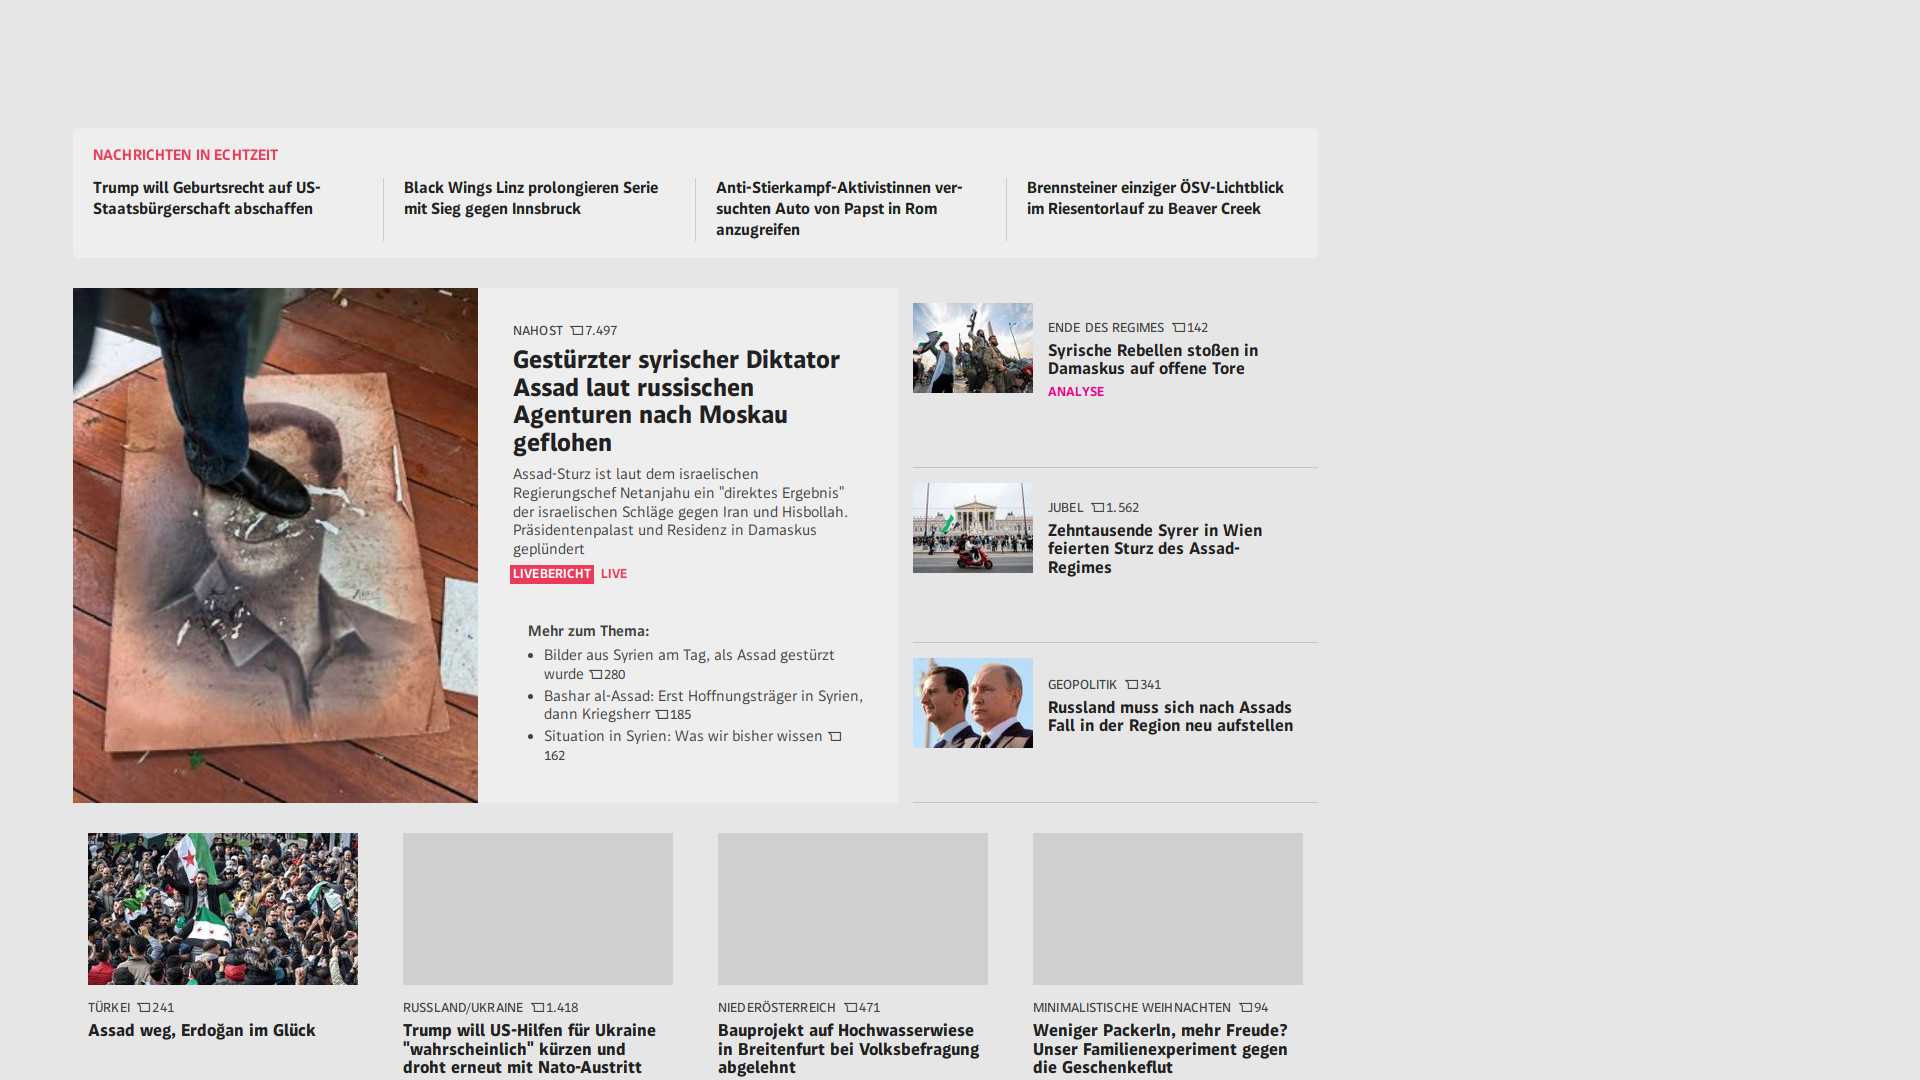 NACHRICHTEN IN ECHTZEIT
Trump will Geburtsrecht auf US-
Staatsbürgerschaft abschaffen
Black Wings Linz prolongieren Serie
mit Sieg gegen Innsbruck
Anti-Stierkampf-Aktivistinnen ver-
suchten Auto von Papst in Rom
anzugreifen
Brennsteiner einziger ÖSV-Lichtblick
im Riesentorlauf zu Beaver Creek
NAHOST 7.497
Gestürzter syrischer Diktator
Assad laut russischen
Agenturen nach Moskau
geflohen
Assad-Sturz ist laut dem israelischen
Regierungschef Netanjahu ein "direktes Ergebnis"
der israelischen Schläge gegen Iran und Hisbollah.
Präsidentenpalast und Residenz in Damaskus
geplündert
LIVEBERICHT LIVE
Mehr zum Thema:
• Bilder aus Syrien am Tag, als Assad gestürzt
wurde 280
• Bashar al-Assad: Erst Hoffnungsträger in Syrien,
dann Kriegsherr 185
• Situation in Syrien: Was wir bisher wissen
162
ENDE DES REGIMES 142
Syrische Rebellen stoßen in
Damaskus auf offene Tore
ANALYSE
JUBEL 1.562
Zehntausende Syrer in Wien
feierten Sturz des Assad-
Regimes
GEOPOLITIK 341
Russland muss sich nach Assads
Fall in der Region neu aufstellen
TÜRKEI 241
Assad weg, Erdoğan im Glück
RUSSLAND/UKRAINE 1.418
Trump will US-Hilfen für Ukraine
"wahrscheinlich" kürzen und
droht erneut mit Nato-Austritt
NIEDERÖSTERREICH 471
Bauprojekt auf Hochwasserwiese
in Breitenfurt bei Volksbefragung
abgelehnt
MINIMALISTISCHE WEIHNACHTEN 94
Weniger Packerln, mehr Freude?
Unser Familienexperiment gegen
die Geschenkeflut